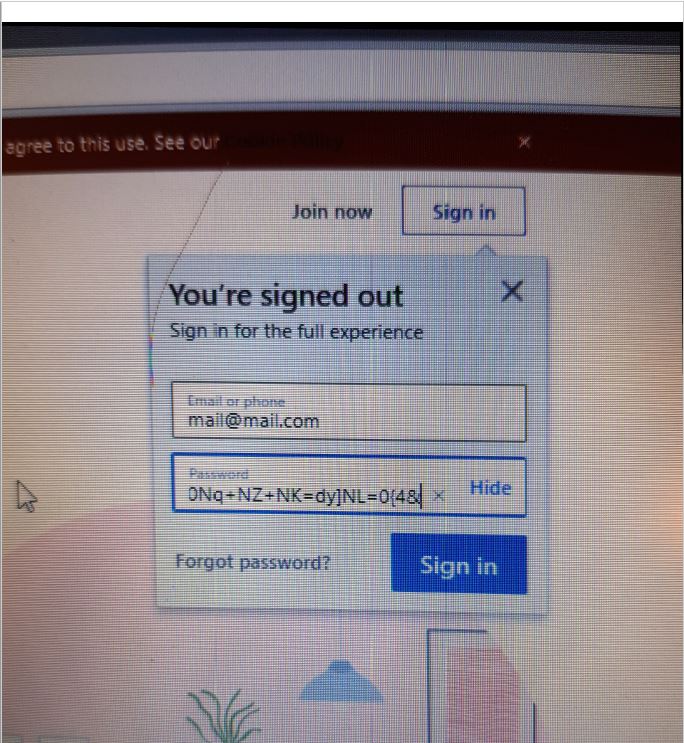 agree to this use. See our Cookie Policy
Join now
Sign in
You're signed out
Sign in for the full experience
Email or phone
mail@mail.com
Password
0Nq+NZ+NK=dy]NL=0{4&
Hide
Forgot password?
Sign in